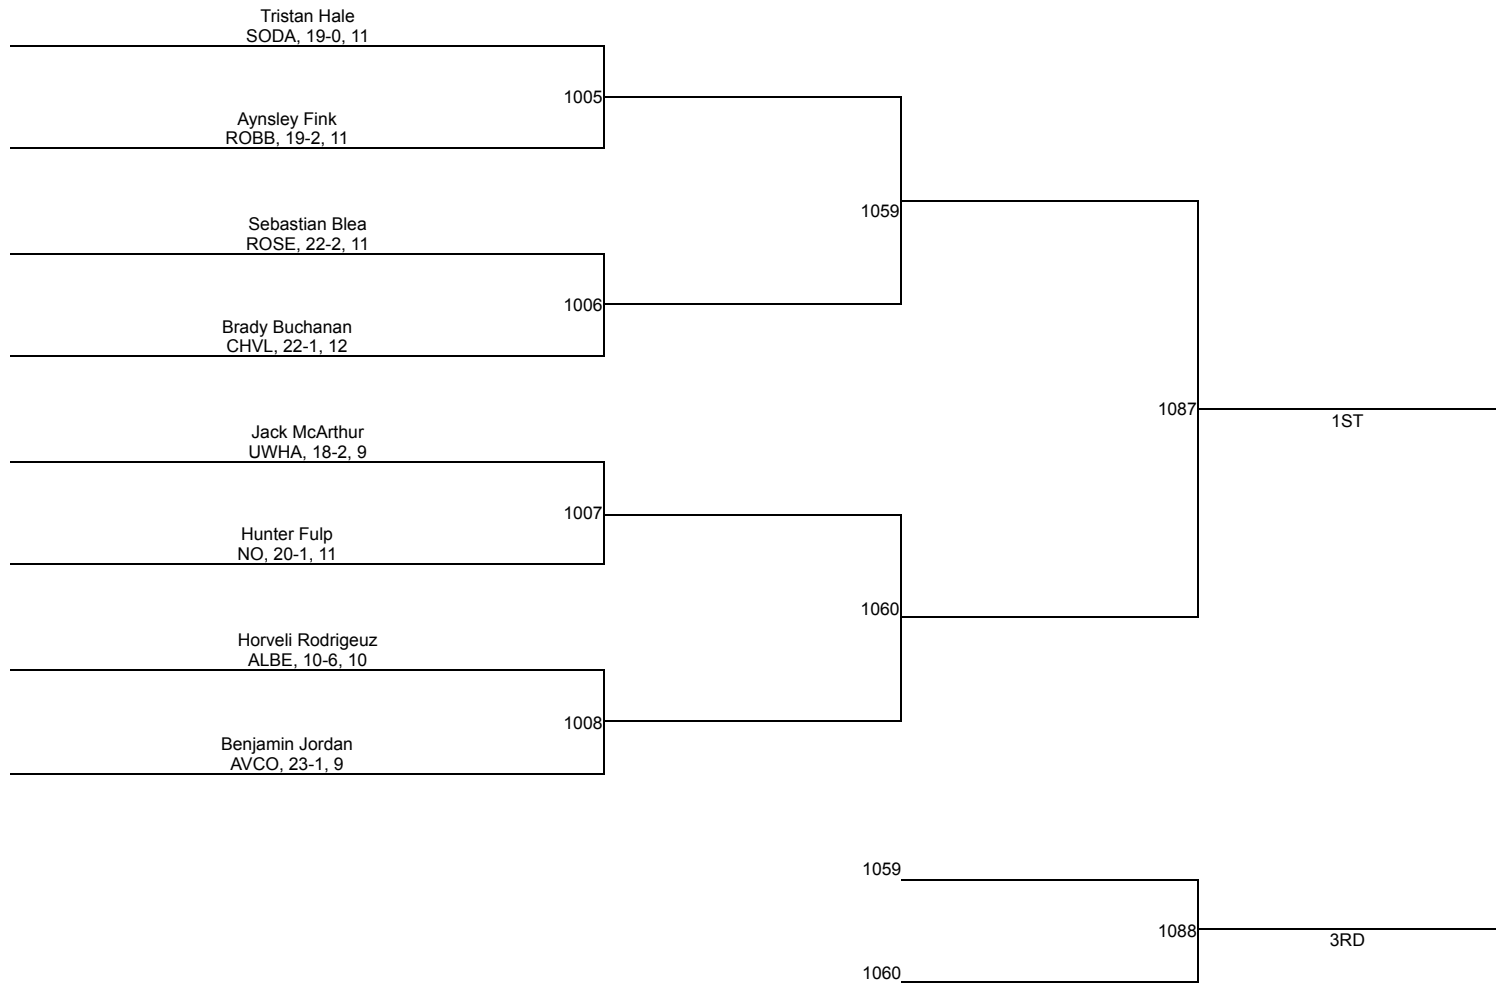 Tristan Hale
SODA, 19-0, 11
1005
Aynsley Fink
ROBB, 19-2, 11
1059
Sebastian Blea
ROSE, 22-2, 11
1006
Brady Buchanan
CHVL, 22-1, 12
1087
1ST
Jack McArthur
UWHA, 18-2, 9
1007
Hunter Fulp
NO, 20-1, 11
1060
Horveli Rodrigeuz
ALBE, 10-6, 10
1008
Benjamin Jordan
AVCO, 23-1, 9
1059
1088
3RD
1060